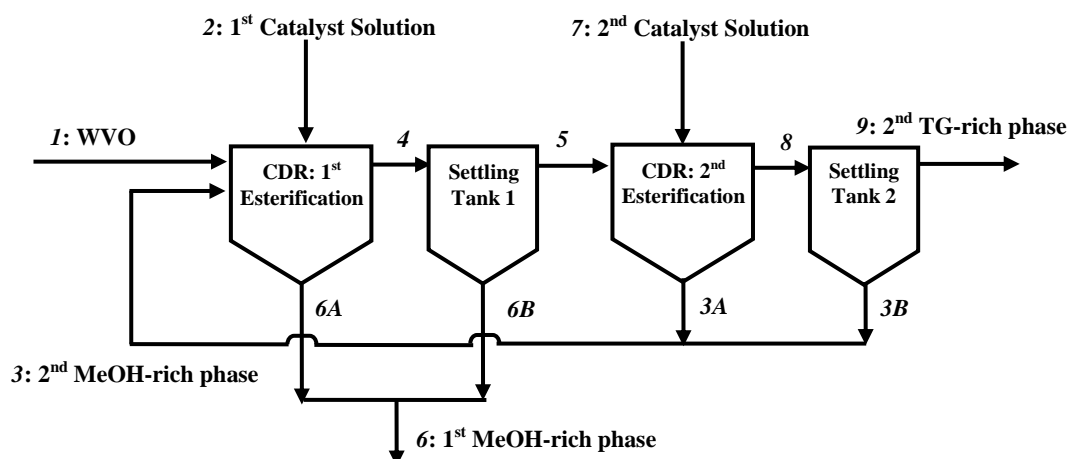 2: 1st Catalyst Solution
7: 2nd Catalyst Solution
1: WVO
4
5
8
9: 2nd TG-rich phase
CDR: 1st
Esterification
Settling
Tank 1
CDR: 2nd
Esterification
Settling
Tank 2
6A
6B
3A
3B
3: 2nd MeOH-rich phase
6: 1st MeOH-rich phase